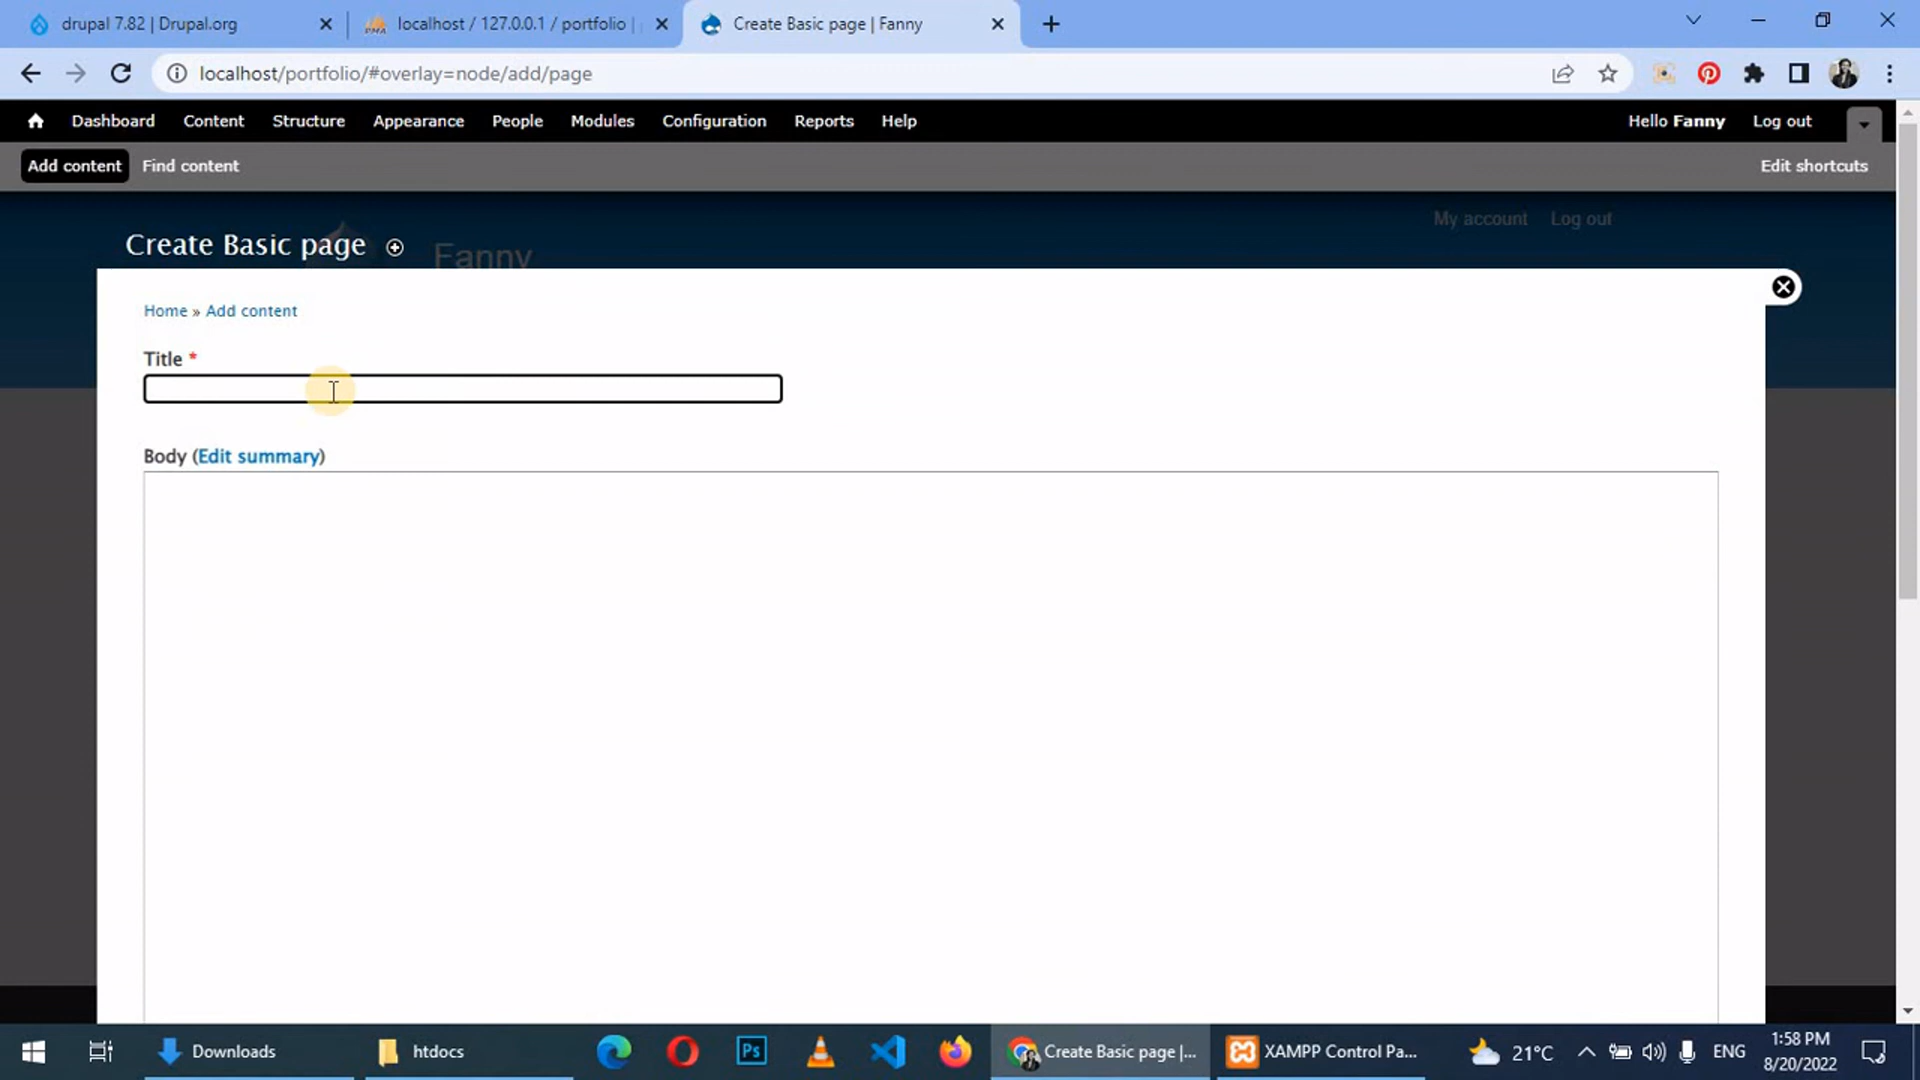 drupal 7.82 | Drupal.org
localhost / 127.0.0.1 / portfolio |
Create Basic page | Fanny
localhost/portfolio/#overlay=node/add/page
Dashboard Content Structure Appearance People Modules Configuration Reports Help Hello Fanny Log out
Add content Find content Edit shortcuts
My account Log out
Create Basic page
Fanny
Home » Add content
Title *
Body (Edit summary)
Downloads
htdocs
Ps
Create Basic page |...
XAMPP Control Pa...
21°C
ENG
1:58 PM
8/20/2022